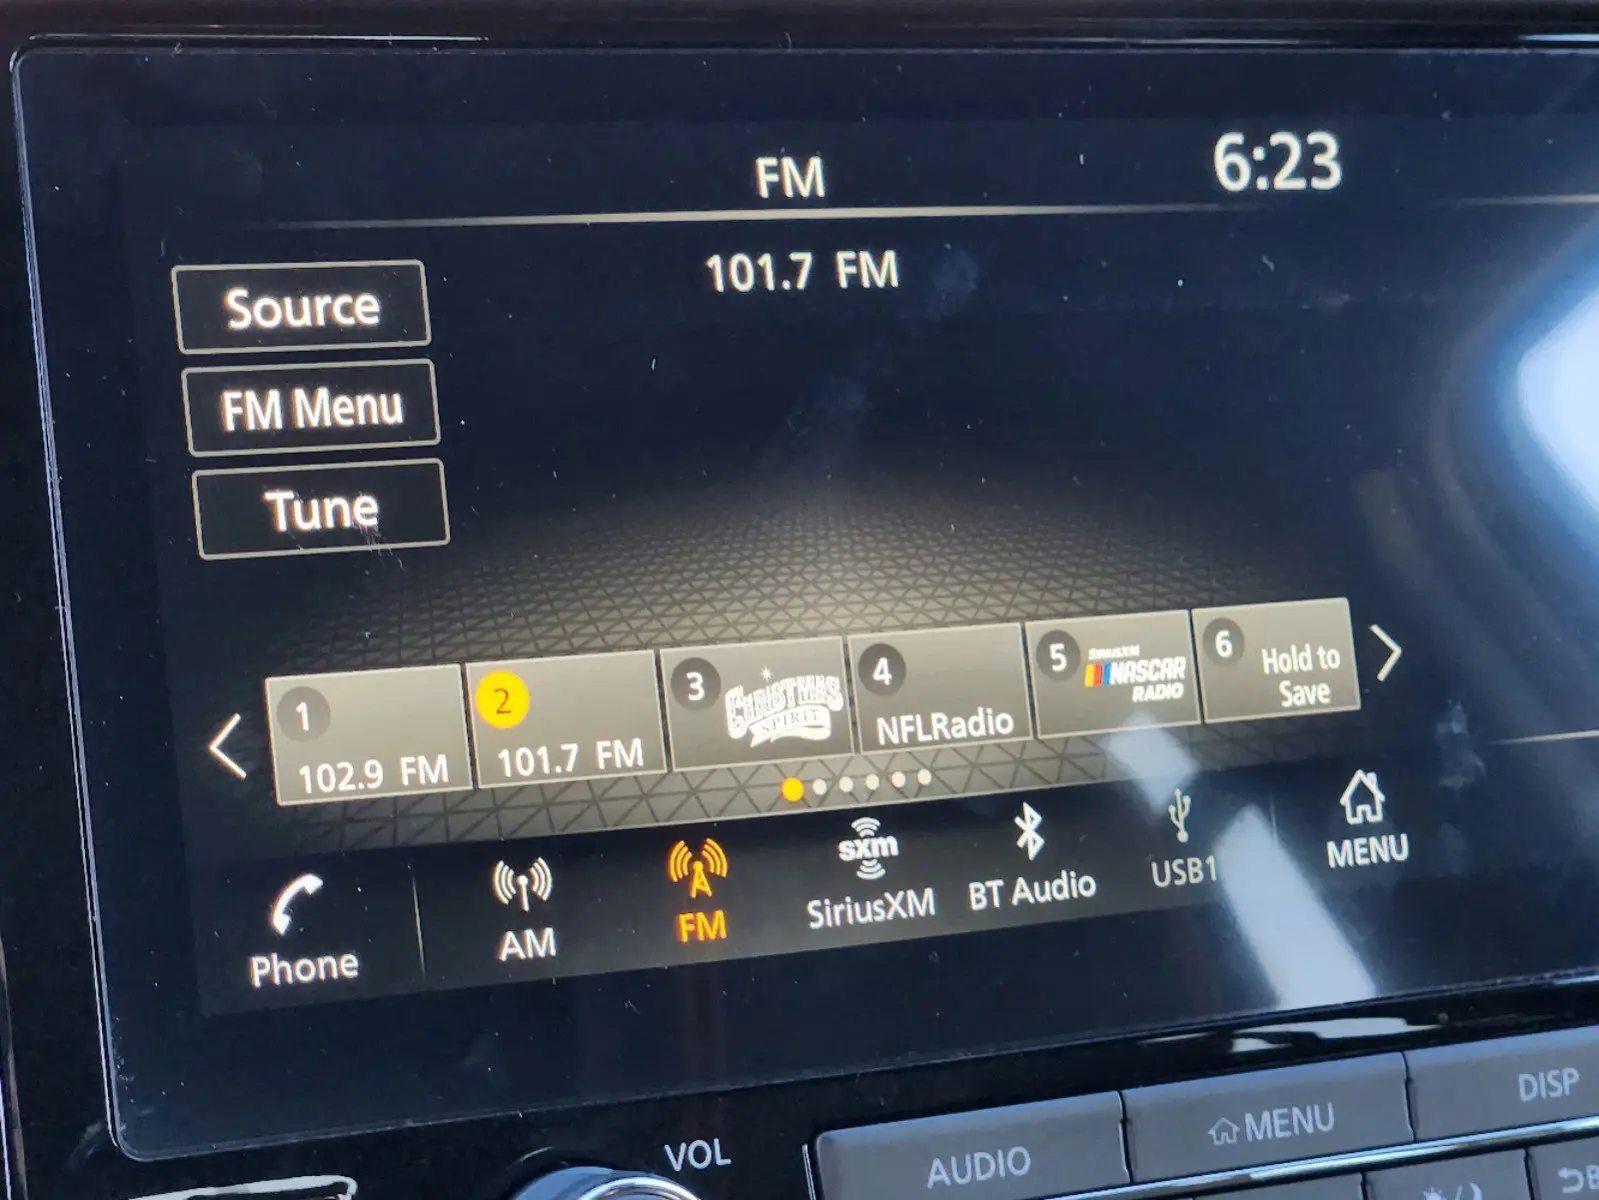 FM
6:23
101.7 FM
Source
FM Menu
Tune
1
102.9 FM
2
101.7 FM
3
CHRISTMAS
SPIRIT
4
NFLRadio
5
SIRIUSXM
NASCAR
RADIO
6
Hold to
Save
Phone
AM
FM
sxm
SiriusXM
BT Audio
USB1
MENU
VOL
AUDIO
MENU
DISP